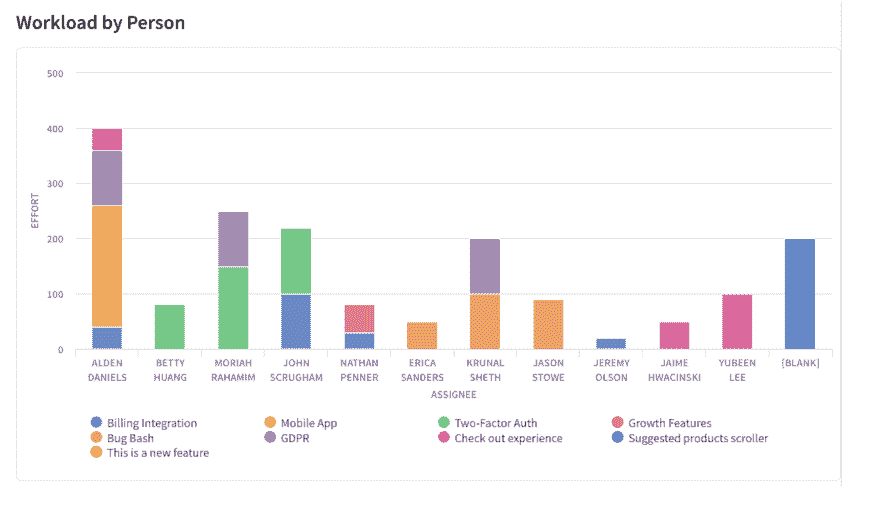 Workload by Person
500
400
300
200
100
0
EFFORT
ALDEN DANIELS
BETTY HUANG
MORIAH RAHAMIM
JOHN SCRUGHAM
NATHAN PENNER
ERICA SANDERS
KRUNAL SHETH
JASON STOWE
JEREMY OLSON
JAIME HWACINSKI
YUBEEN LEE
{BLANK}
ASSIGNEE
Billing Integration
Mobile App
Two-Factor Auth
Growth Features
Bug Bash
GDPR
Check out experience
Suggested products scroller
This is a new feature